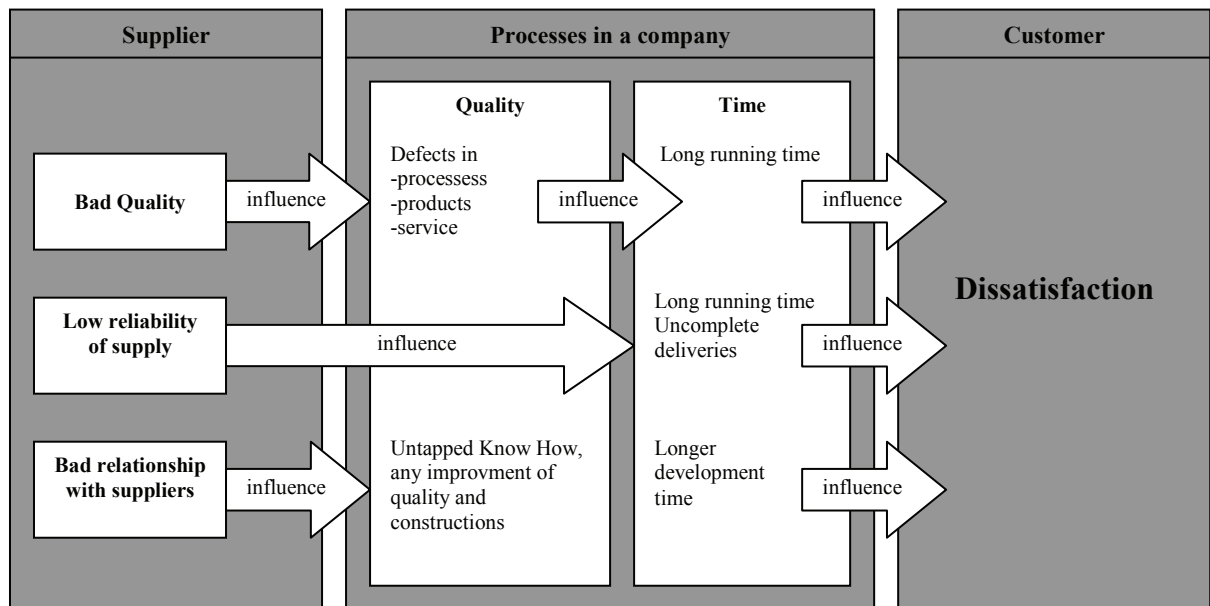 Supplier
Processes in a company
Customer
Quality
Time
Bad Quality
influence
Defects in
-processess
-products
-service
influence
Long running time
influence
Dissatisfaction
Low reliability
of supply
influence
Long running time
Uncomplete
deliveries
influence
Bad relationship
with suppliers
influence
Untapped Know How,
any improvment of
quality and
constructions
Longer
development
time
influence